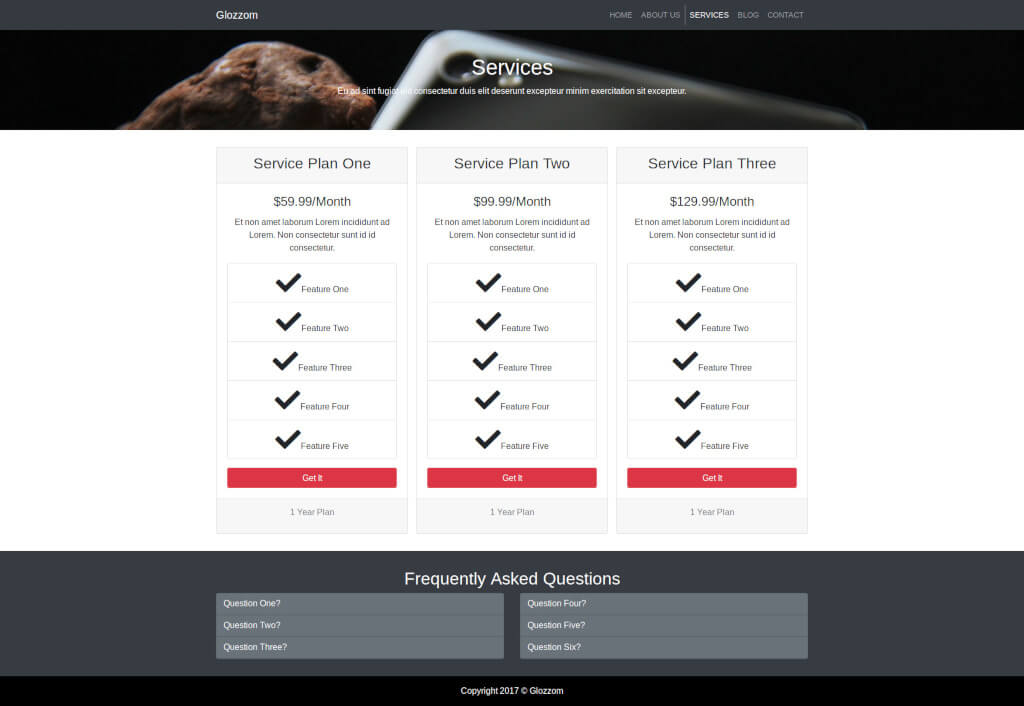 Glozzom
HOME ABOUT US SERVICES BLOG CONTACT
Services
Eu ad sint fugiat est consectetur duis elit deserunt excepteur minim exercitation sit excepteur.
Service Plan One
$59.99/Month
Et non amet laborum Lorem incididunt ad
Lorem. Non consectetur sunt id id
consectetur.
Feature One
Feature Two
Feature Three
Feature Four
Feature Five
Get It
1 Year Plan
Service Plan Two
$99.99/Month
Et non amet laborum Lorem incididunt ad
Lorem. Non consectetur sunt id id
consectetur.
Feature One
Feature Two
Feature Three
Feature Four
Feature Five
Get It
1 Year Plan
Service Plan Three
$129.99/Month
Et non amet laborum Lorem incididunt ad
Lorem. Non consectetur sunt id id
consectetur.
Feature One
Feature Two
Feature Three
Feature Four
Feature Five
Get It
1 Year Plan
Frequently Asked Questions
Question One?
Question Two?
Question Three?
Question Four?
Question Five?
Question Six?
Copyright 2017 © Glozzom